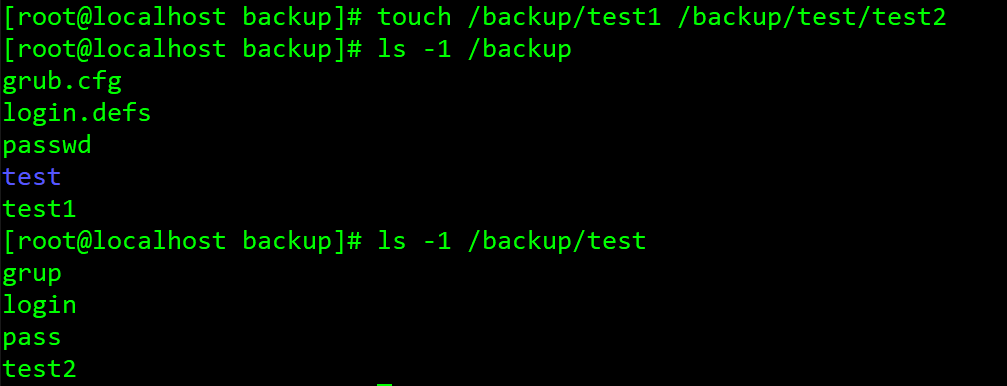 [root@localhost backup]# touch /backup/test1 /backup/test/test2
[root@localhost backup]# ls -1 /backup
grub.cfg
login.defs
passwd
test
test1
[root@localhost backup]# ls -1 /backup/test
grup
login
pass
test2